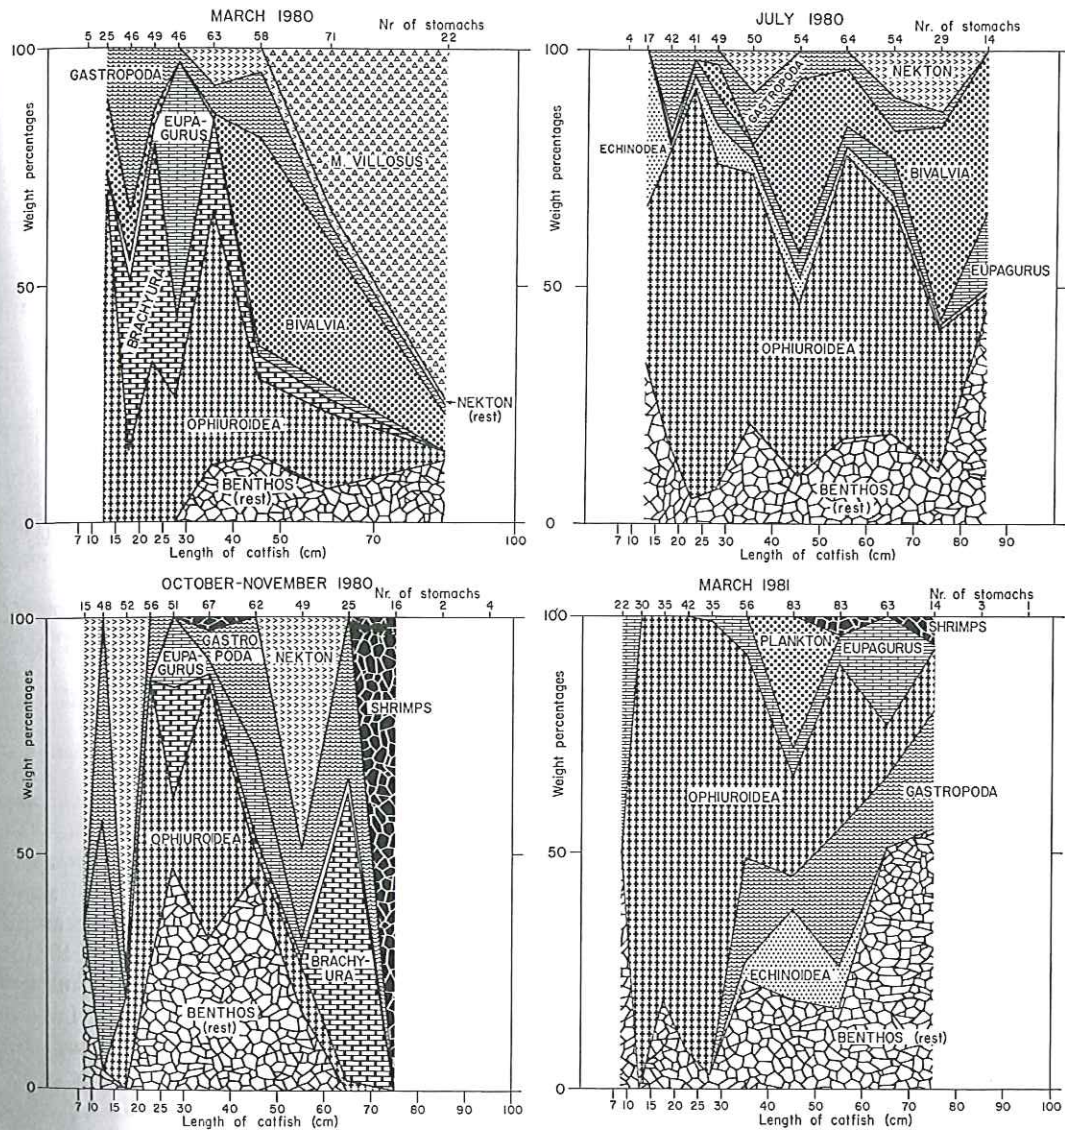 MARCH 1980
Nr. of stomachs
5 25 46 49 46 63 58 71 22
100
GASTROPODA
EUPA-
GURUS
M. VILLOSUS
Weight percentages
50
BRACHYURA
BIVALVIA
NEKTON
(rest)
OPHIUROIDEA
BENTHOS
(rest)
0
7 10 15 20 25 30 40 50 70 100
Length of catfish (cm)
JULY 1980
Nr. of stomachs
4 17 42 41 49 50 54 64 54 29 14
100
NEKTON
GASTROPODA
ECHINODEA
BIVALVIA
Weight percentages
EUPAGURUS
50
OPHIUROIDEA
BENTHOS
(rest)
0
7 10 15 20 25 30 40 50 60 70 80 90
Length of catfish (cm)
OCTOBER-NOVEMBER 1980
Nr. of stomachs
15 48 52 56 51 67 62 49 25 16 2 4
100
GASTRO
PODA
EUPA-
GURUS
NEKTON
SHRIMPS
Weight percentages
OPHIUROIDEA
50
BRACHY-
URA
BENTHOS
(rest)
0
7 10 15 20 25 30 40 50 60 70 80 90 100
Length of catfish (cm)
MARCH 1981
Nr. of stomachs
22 30 35 42 35 56 83 83 63 14 3 1
100
SHRIMPS
PLANKTON
EUPAGURUS
Weight percentages
OPHIUROIDEA
GASTROPODA
50
ECHINOIDEA
BENTHOS (rest)
0
7 10 15 20 25 30 40 50 60 70 80 90 100
Length of catfish (cm)